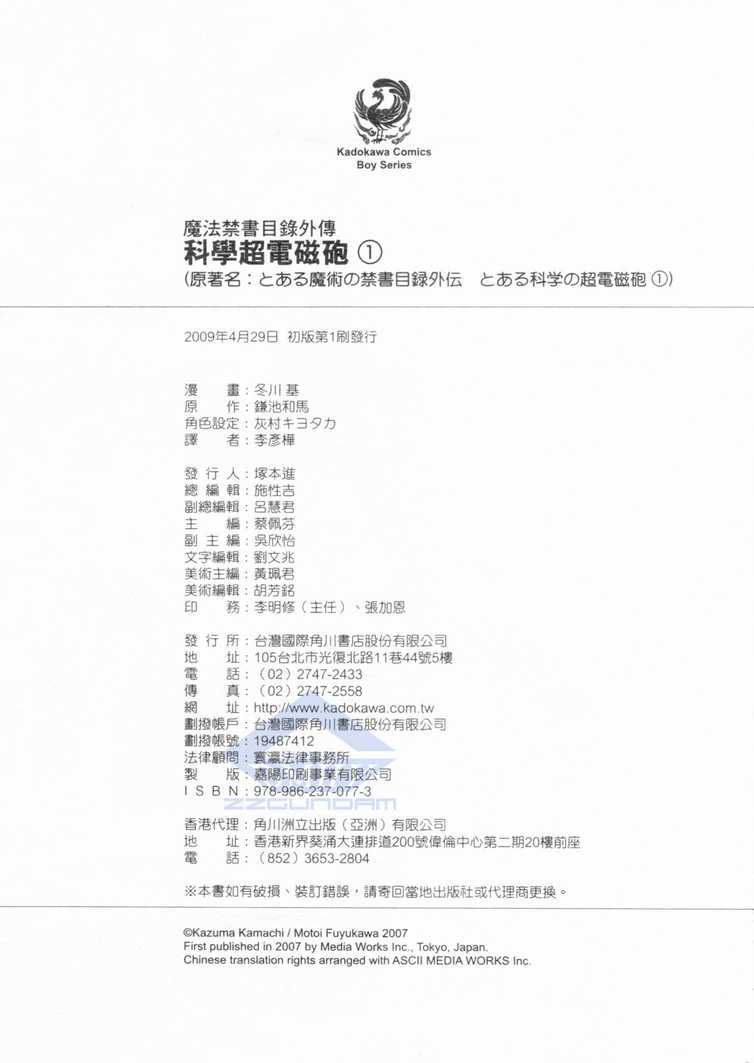 Kadokawa Comics
Boy Series
魔法禁書目錄外傳
科學超電磁砲 ①
(原著名：とある魔術の禁書目録外伝　とある科学の超電磁砲 ①)
2009年4月29日 初版第1刷發行
漫　　畫：冬川 基
原　　作：鎌池和馬
角色設定：灰村キヨタカ
譯　　者：李彥樺
發 行 人：塚本進
總 編 輯：施性吉
副總編輯：呂慧君
主　　編：蔡佩芬
副 主 編：吳欣怡
文字編輯：劉文兆
美術主編：黃珮君
美術編輯：胡芳銘
印　　務：李明修（主任）、張加恩
發 行 所：台灣國際角川書店股份有限公司
地　　址：105台北市光復北路11巷44號5樓
電　　話：（02）2747-2433
傳　　真：（02）2747-2558
網　　址：http://www.kadokawa.com.tw
劃撥帳戶：台灣國際角川書店股份有限公司
劃撥帳號：19487412
法律顧問：寰瀛法律事務所
製　　版：嘉陽印刷事業有限公司
ＩＳＢＮ：978-986-237-077-3
ZZGUNDAM
香港代理：角川洲立出版（亞洲）有限公司
地　　址：香港新界葵涌大連排道200號偉倫中心第二期20樓前座
電　　話：（852）3653-2804
※本書如有破損、裝訂錯誤，請寄回當地出版社或代理商更換。
©Kazuma Kamachi / Motoi Fuyukawa 2007
First published in 2007 by Media Works Inc., Tokyo, Japan.
Chinese translation rights arranged with ASCII MEDIA WORKS Inc.